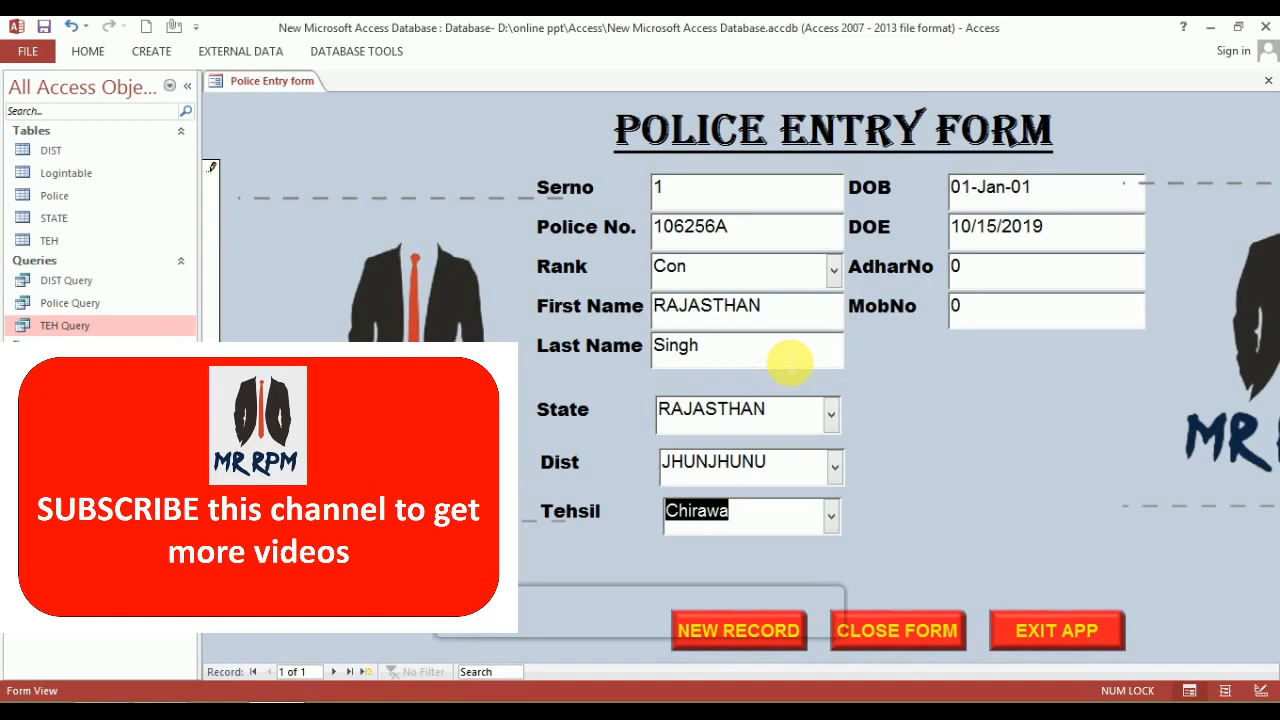 New Microsoft Access Database : Database- D:\online ppt\Access\New Microsoft Access Database.accdb (Access 2007 - 2013 file format) - Access
?
FILE HOME CREATE EXTERNAL DATA DATABASE TOOLS
Sign in
All Access Obje...
Search...
Tables
DIST
Logintable
Police
STATE
TEH
Queries
DIST Query
Police Query
TEH Query
Police Entry form
POLICE ENTRY FORM
Serno 1 DOB 01-Jan-01
Police No. 106256A DOE 10/15/2019
Rank Con AdharNo 0
First Name RAJASTHAN MobNo 0
Last Name Singh
State RAJASTHAN
Dist JHUNJHUNU
Tehsil Chirawa
MR
MR RPM
SUBSCRIBE this channel to get
more videos
NEW RECORD CLOSE FORM EXIT APP
Record: 1 of 1 No Filter Search
Form View NUM LOCK